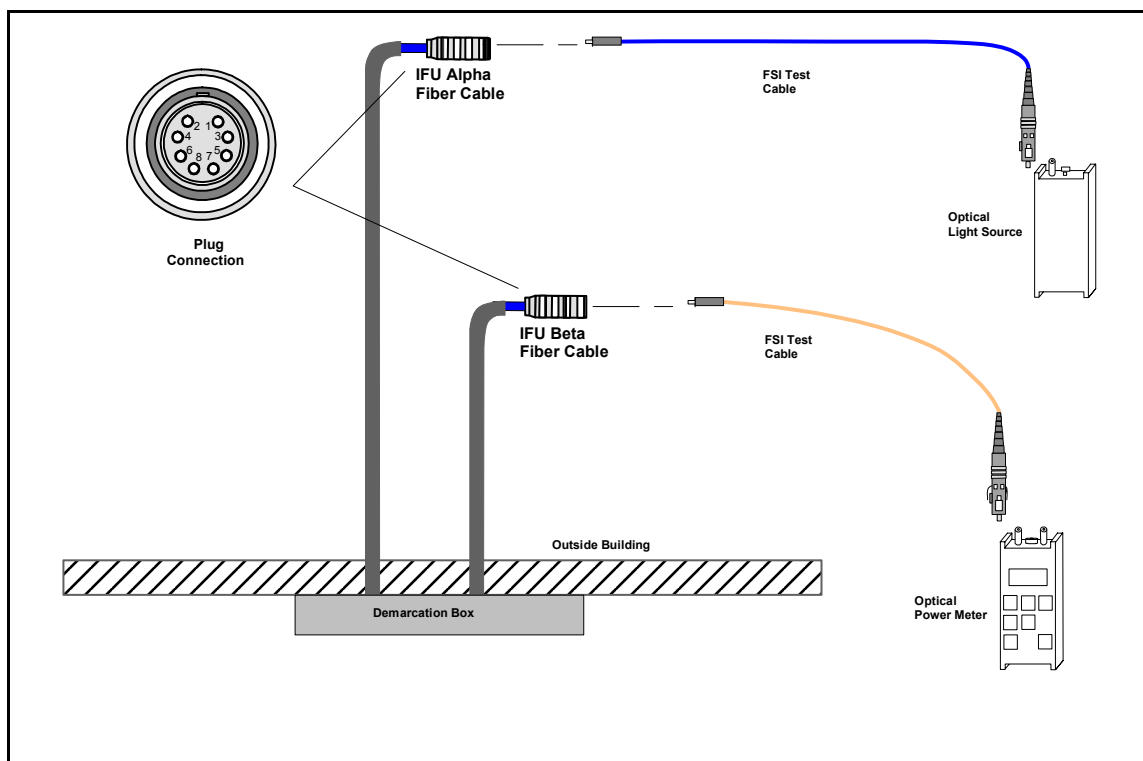 IFU Alpha
Fiber Cable
FSI Test
Cable
2 1
4 3
6 5
8 7
Plug
Connection
Optical
Light Source
IFU Beta
Fiber Cable
FSI Test
Cable
Outside Building
Demarcation Box
Optical
Power Meter